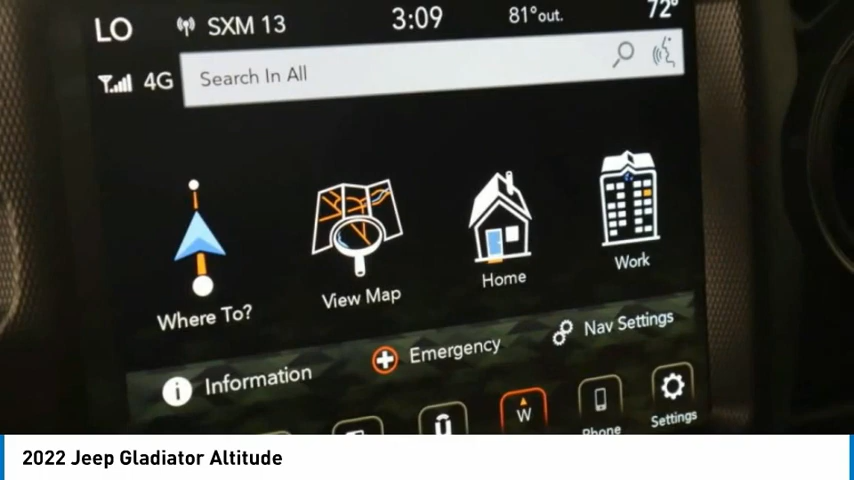 LO SXM 13 3:09 81°out. 72°
4G Search In All
Where To? View Map Home Work
Information Emergency Nav Settings
W Phone Settings
2022 Jeep Gladiator Altitude